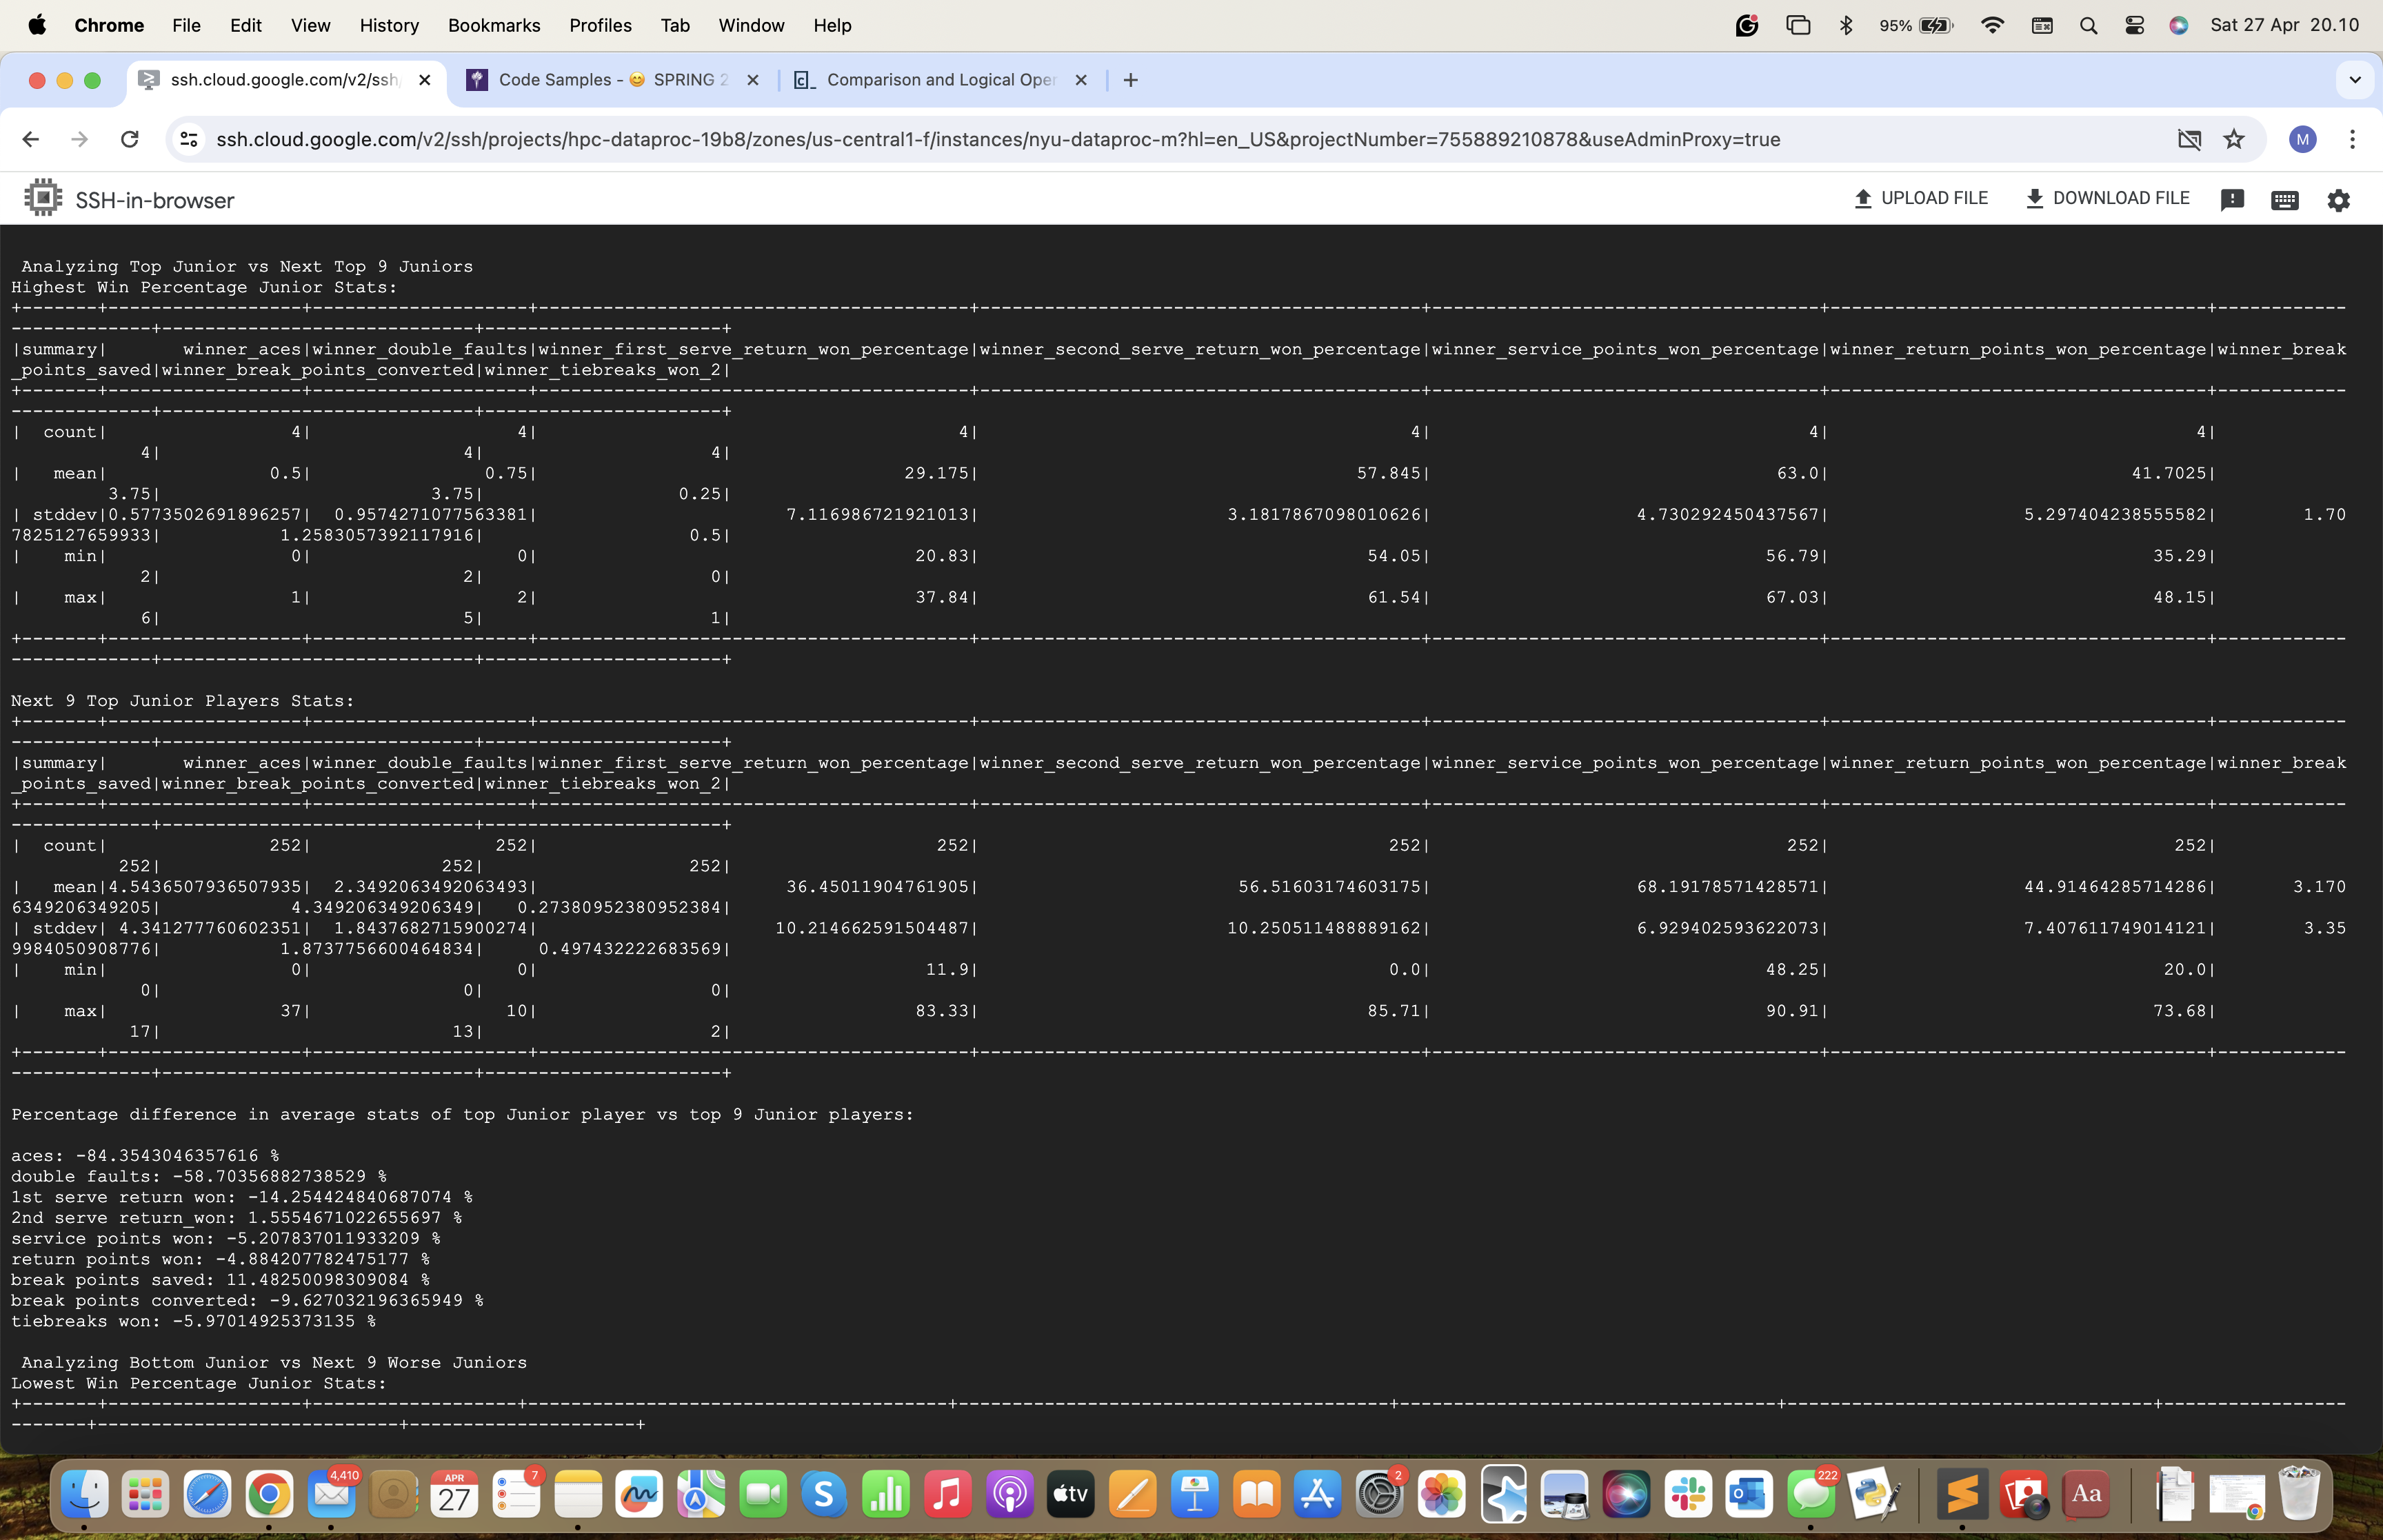 Chrome File Edit View History Bookmarks Profiles Tab Window Help 95% Sat 27 Apr 20.10
ssh.cloud.google.com/v2/ssh Code Samples - 😊 SPRING 2 Comparison and Logical Oper
ssh.cloud.google.com/v2/ssh/projects/hpc-dataproc-19b8/zones/us-central1-f/instances/nyu-dataproc-m?hl=en_US&projectNumber=755889210878&useAdminProxy=true M
SSH-in-browser UPLOAD FILE DOWNLOAD FILE
Analyzing Top Junior vs Next Top 9 Juniors
Highest Win Percentage Junior Stats:
|summary| winner_aces|winner_double_faults|winner_first_serve_return_won_percentage|winner_second_serve_return_won_percentage|winner_service_points_won_percentage|winner_return_points_won_percentage|winner_break
_points_saved|winner_break_points_converted|winner_tiebreaks_won_2|
| count| 4| 4| 4| 4| 4| 4|
4| 4| 4|
| mean| 0.5| 0.75| 29.175| 57.845| 63.0| 41.7025|
3.75| 3.75| 0.25|
| stddev|0.5773502691896257| 0.9574271077563381| 7.116986721921013| 3.1817867098010626| 4.730292450437567| 5.297404238555582| 1.70
7825127659933| 1.2583057392117916| 0.5|
| min| 0| 0| 20.83| 54.05| 56.79| 35.29|
2| 2| 0|
| max| 1| 2| 37.84| 61.54| 67.03| 48.15|
6| 5| 1|
Next 9 Top Junior Players Stats:
|summary| winner_aces|winner_double_faults|winner_first_serve_return_won_percentage|winner_second_serve_return_won_percentage|winner_service_points_won_percentage|winner_return_points_won_percentage|winner_break
_points_saved|winner_break_points_converted|winner_tiebreaks_won_2|
| count| 252| 252| 252| 252| 252| 252|
252| 252| 252|
| mean|4.5436507936507935| 2.3492063492063493| 36.45011904761905| 56.51603174603175| 68.19178571428571| 44.91464285714286| 3.170
6349206349205| 4.349206349206349| 0.27380952380952384|
| stddev| 4.341277760602351| 1.8437682715900274| 10.214662591504487| 10.250511488889162| 6.929402593622073| 7.407611749014121| 3.35
9984050908776| 1.8737756600464834| 0.4974322222683569|
| min| 0| 0| 11.9| 0.0| 48.25| 20.0|
0| 0| 0|
| max| 37| 10| 83.33| 85.71| 90.91| 73.68|
17| 13| 2|
Percentage difference in average stats of top Junior player vs top 9 Junior players:
aces: -84.3543046357616 %
double faults: -58.70356882738529 %
1st serve return won: -14.254424840687074 %
2nd serve return_won: 1.5554671022655697 %
service points won: -5.207837011933209 %
return points won: -4.884207782475177 %
break points saved: 11.48250098309084 %
break points converted: -9.627032196365949 %
tiebreaks won: -5.97014925373135 %
Analyzing Bottom Junior vs Next 9 Worse Juniors
Lowest Win Percentage Junior Stats:
4,410 APR 27 7 S tv 2 222 Aa